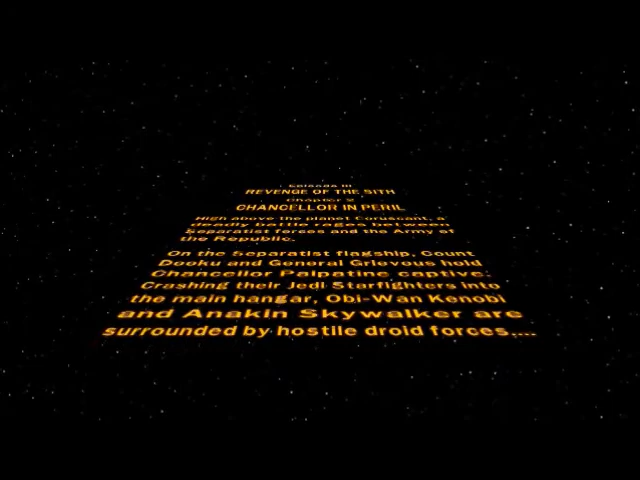 Episode III
REVENGE OF THE SITH
Chapter 2
CHANCELLOR IN PERIL
High above the planet Coruscant, a
deadly battle rages between
Separatist forces and the Army of
the Republic.
On the Separatist flagship, Count
Dooku and General Grievous hold
Chancellor Palpatine captive.
Crashing their Jedi Starfighters into
the main hangar, Obi-Wan Kenobi
and Anakin Skywalker are
surrounded by hostile droid forces....